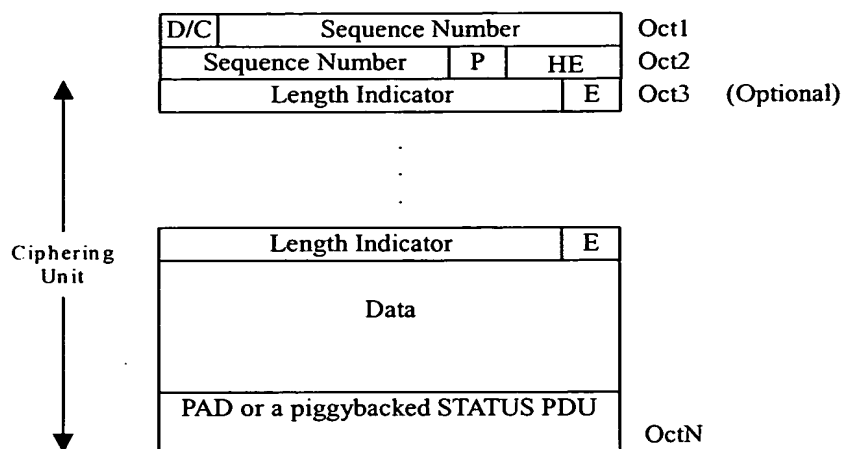 D/C Sequence Number Oct1
Sequence Number P HE Oct2
Length Indicator E Oct3 (Optional)
Length Indicator E
Ciphering
Unit
Data
PAD or a piggybacked STATUS PDU
OctN